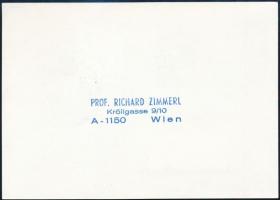 PROF. RICHARD ZIMMERL
Kröllgasse 9/10
A-1150 Wien